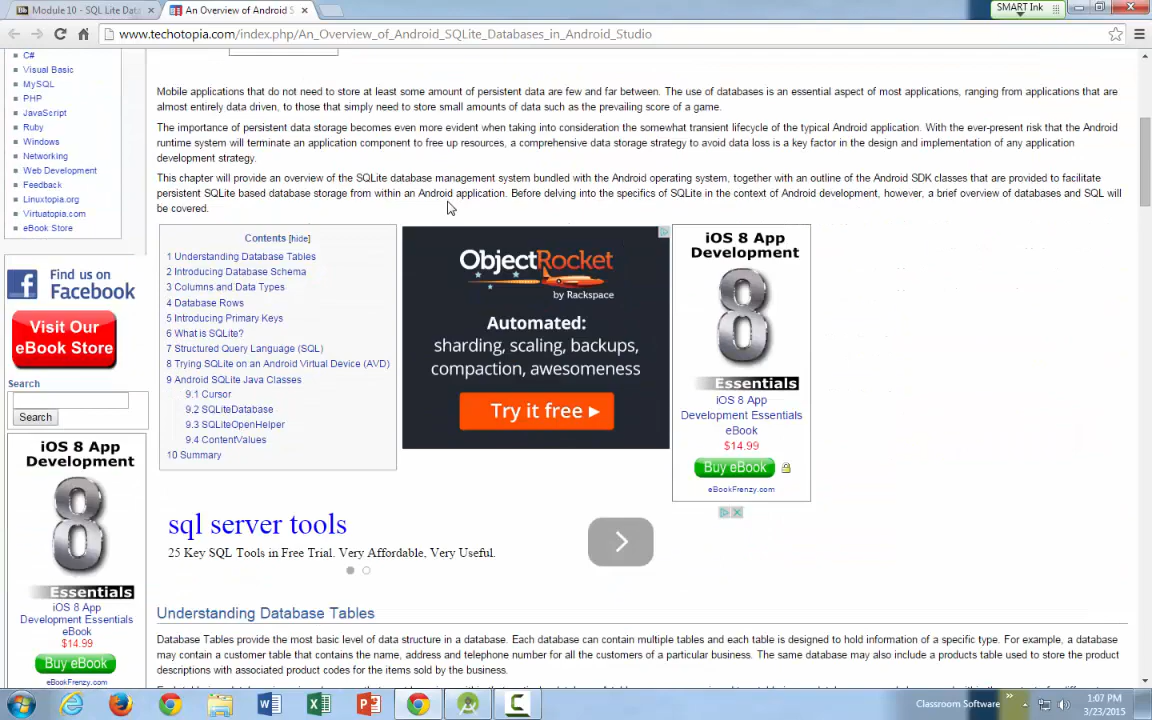 Module 10 - SQL Lite Data
An Overview of Android S
SMART Ink
www.techotopia.com/index.php/An_Overview_of_Android_SQLite_Databases_in_Android_Studio
C#
Visual Basic
MySQL
PHP
JavaScript
Ruby
Windows
Networking
Web Development
Feedback
Linuxtopia.org
Virtuatopia.com
eBook Store
Find us on
Facebook
Visit Our
eBook Store
Search
Search
iOS 8 App
Development
8
Essentials
iOS 8 App
Development Essentials
eBook
$14.99
Buy eBook
eBookFrenzy.com
Mobile applications that do not need to store at least some amount of persistent data are few and far between. The use of databases is an essential aspect of most applications, ranging from applications that are
almost entirely data driven, to those that simply need to store small amounts of data such as the prevailing score of a game.
The importance of persistent data storage becomes even more evident when taking into consideration the somewhat transient lifecycle of the typical Android application. With the ever-present risk that the Android
runtime system will terminate an application component to free up resources, a comprehensive data storage strategy to avoid data loss is a key factor in the design and implementation of any application
development strategy.
This chapter will provide an overview of the SQLite database management system bundled with the Android operating system, together with an outline of the Android SDK classes that are provided to facilitate
persistent SQLite based database storage from within an Android application. Before delving into the specifics of SQLite in the context of Android development, however, a brief overview of databases and SQL will
be covered.
Contents [hide]
1 Understanding Database Tables
2 Introducing Database Schema
3 Columns and Data Types
4 Database Rows
5 Introducing Primary Keys
6 What is SQLite?
7 Structured Query Language (SQL)
8 Trying SQLite on an Android Virtual Device (AVD)
9 Android SQLite Java Classes
9.1 Cursor
9.2 SQLiteDatabase
9.3 SQLiteOpenHelper
9.4 ContentValues
10 Summary
ObjectRocket
by Rackspace
Automated:
sharding, scaling, backups,
compaction, awesomeness
Try it free
iOS 8 App
Development
8
Essentials
iOS 8 App
Development Essentials
eBook
$14.99
Buy eBook
eBookFrenzy.com
sql server tools
25 Key SQL Tools in Free Trial. Very Affordable, Very Useful.
Understanding Database Tables
Database Tables provide the most basic level of data structure in a database. Each database can contain multiple tables and each table is designed to hold information of a specific type. For example, a database
may contain a customer table that contains the name, address and telephone number for all the customers of a particular business. The same database may also include a products table used to store the product
descriptions with associated product codes for the items sold by the business.
Classroom Software
1:07 PM
3/23/2015